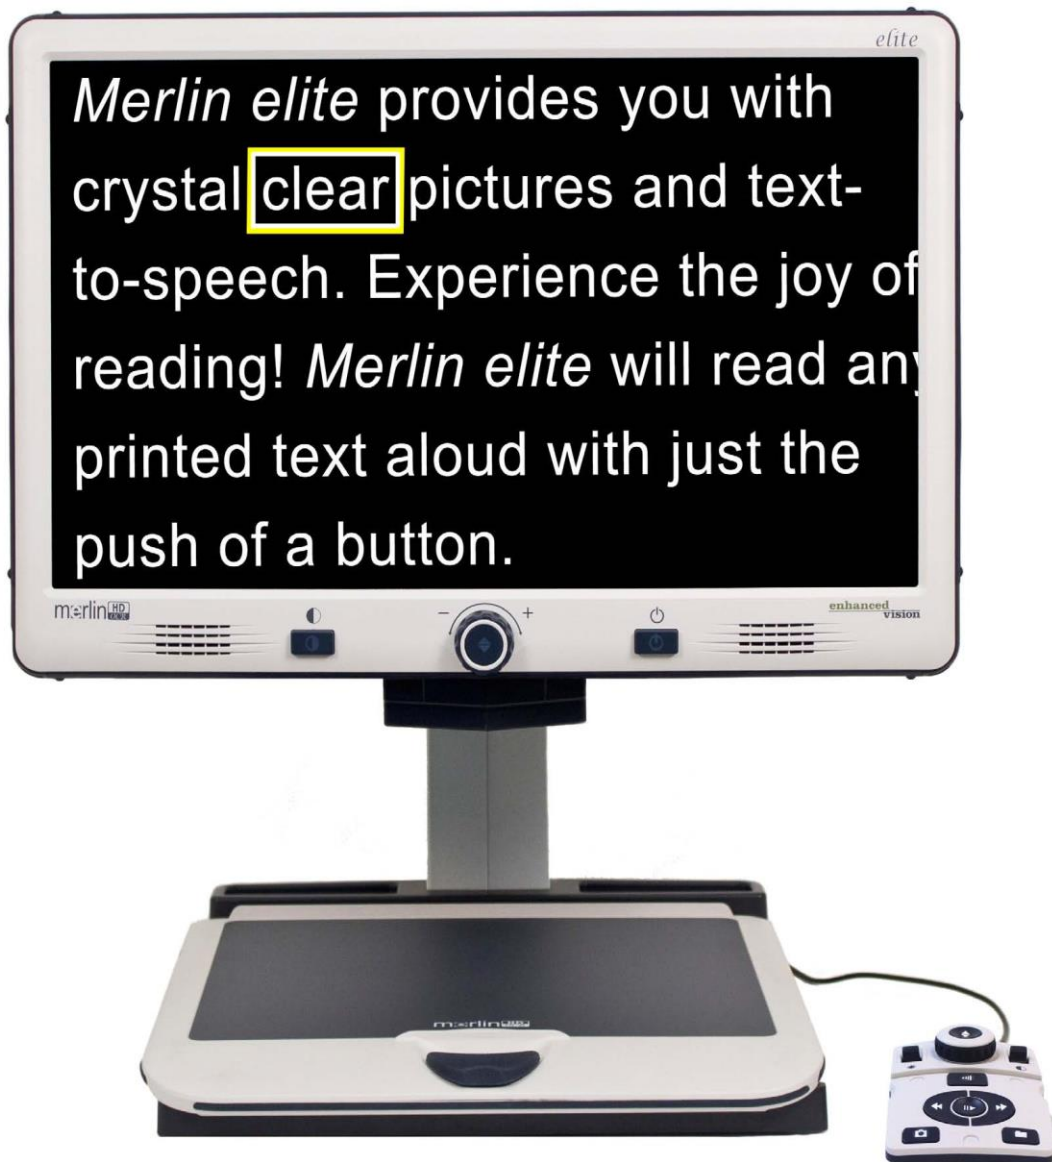 elite
Merlin elite provides you with
crystal clear pictures and text-
to-speech. Experience the joy of
reading! Merlin elite will read any
printed text aloud with just the
push of a button.
merlin HD
enhanced
vision
- +
merlin